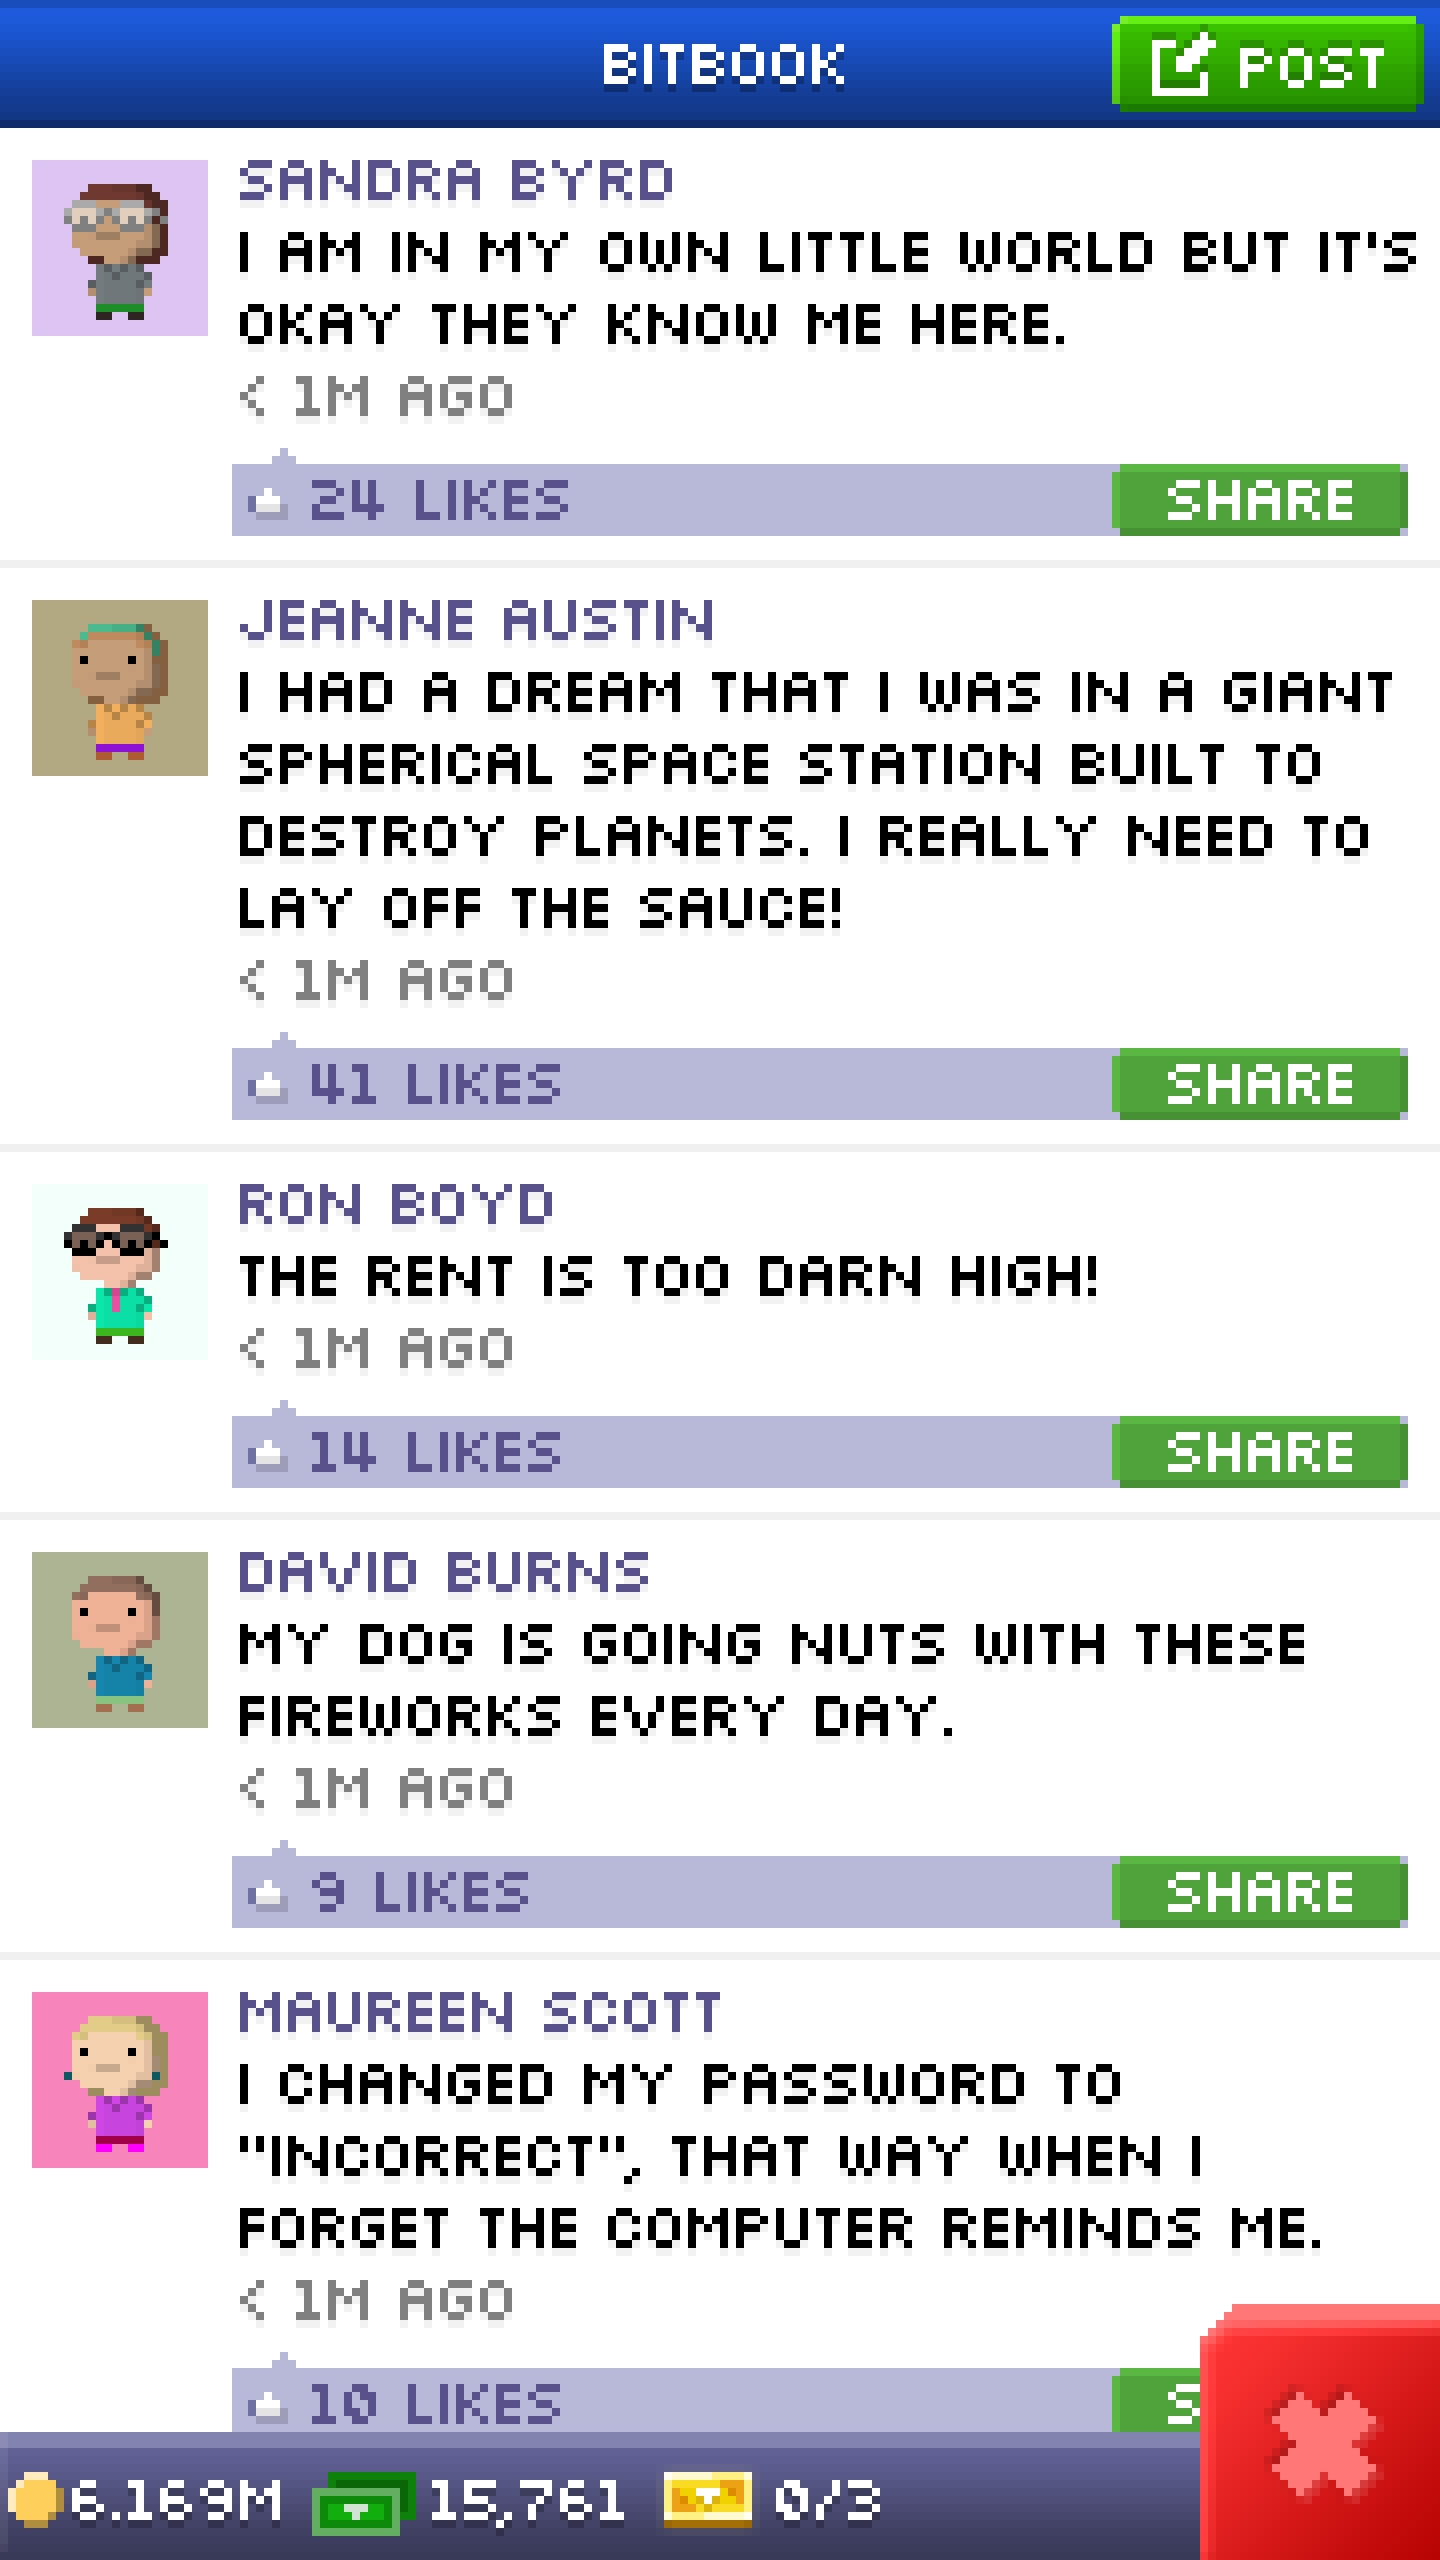 BITBOOK
POST
SANDRA BYRD
I AM IN MY OWN LITTLE WORLD BUT IT'S
OKAY THEY KNOW ME HERE.
< 1M AGO
24 LIKES
SHARE
JEANNE AUSTIN
I HAD A DREAM THAT I WAS IN A GIANT
SPHERICAL SPACE STATION BUILT TO
DESTROY PLANETS. I REALLY NEED TO
LAY OFF THE SAUCE!
< 1M AGO
41 LIKES
SHARE
RON BOYD
THE RENT IS TOO DARN HIGH!
< 1M AGO
14 LIKES
SHARE
DAVID BURNS
MY DOG IS GOING NUTS WITH THESE
FIREWORKS EVERY DAY.
< 1M AGO
9 LIKES
SHARE
MAUREEN SCOTT
I CHANGED MY PASSWORD TO
"INCORRECT", THAT WAY WHEN I
FORGET THE COMPUTER REMINDS ME.
< 1M AGO
10 LIKES
S
6.169M
15,761
0/3